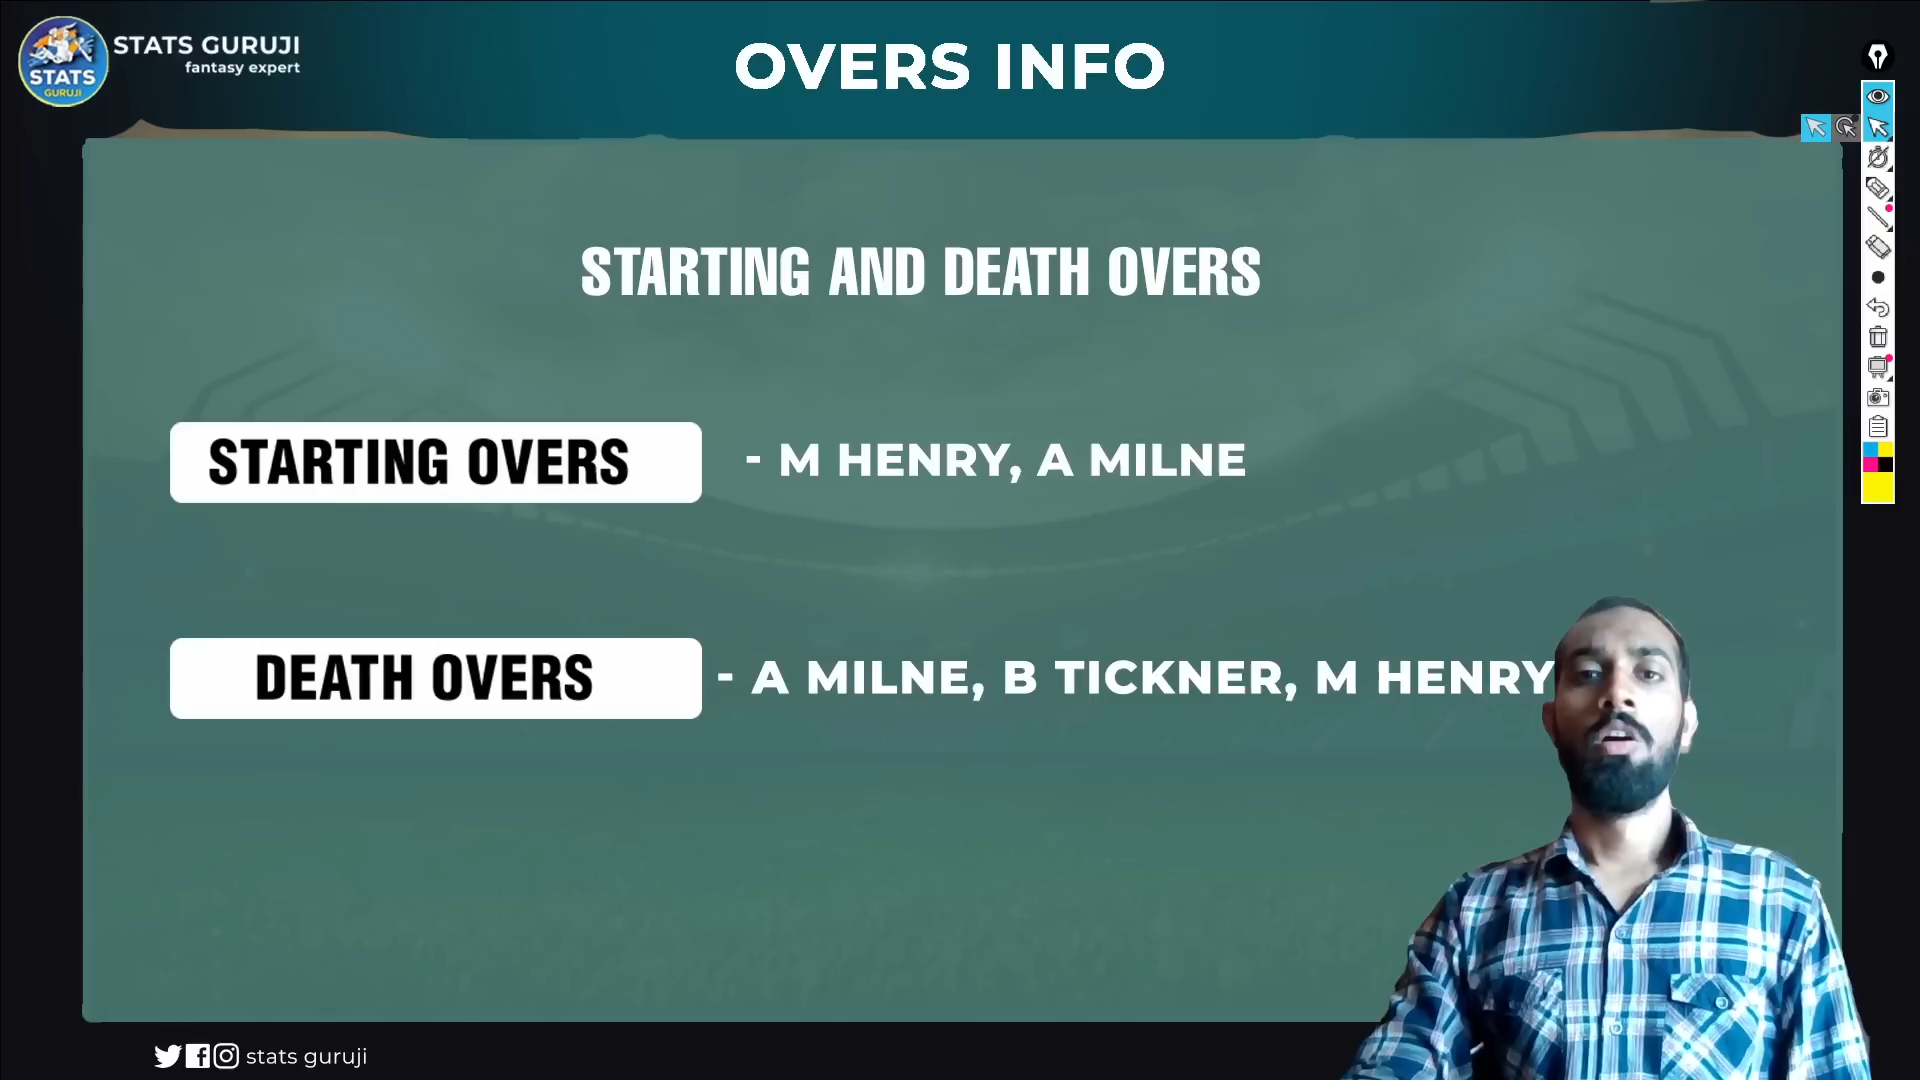 STATS GURUJI
fantasy expert
STATS
GURUJI
OVERS INFO
STARTING AND DEATH OVERS
STARTING OVERS - M HENRY, A MILNE
DEATH OVERS - A MILNE, B TICKNER, M HENRY
stats guruji